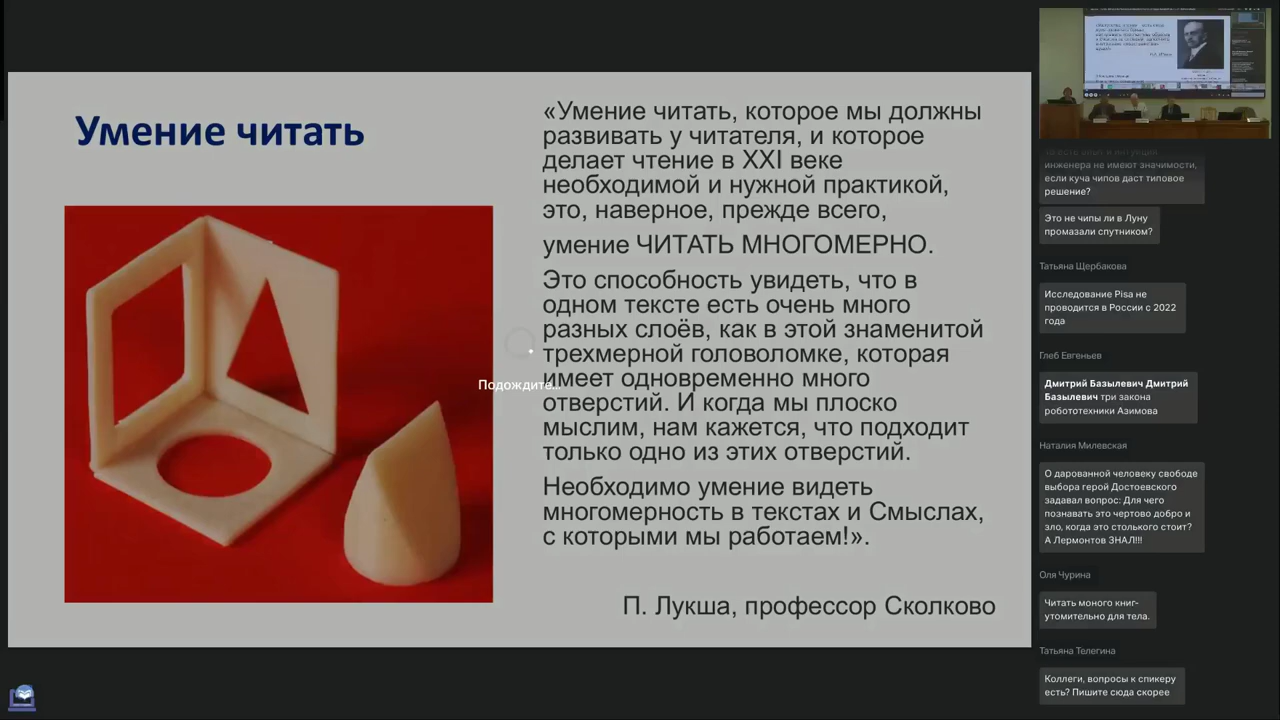 Умение читать
«Умение читать, которое мы должны
развивать у читателя, и которое
делает чтение в XXI веке
необходимой и нужной практикой,
это, наверное, прежде всего,
умение ЧИТАТЬ МНОГОМЕРНО.
Это способность увидеть, что в
одном тексте есть очень много
разных слоёв, как в этой знаменитой
трехмерной головоломке, которая
имеет одновременно много
отверстий. И когда мы плоско
мыслим, нам кажется, что подходит
только одно из этих отверстий.
Необходимо умение видеть
многомерность в текстах и Смыслах,
с которыми мы работаем!».
П. Лукша, профессор Сколково
Подождите...
инженера не имеют значимости,
если куча чипов даст типовое
решение?
Это не чипы ли в Луну
промазали спутником?
Татьяна Щербакова
Исследование Pisa не
проводится в России с 2022
года
Глеб Евгеньев
Дмитрий Базылевич Дмитрий
Базылевич три закона
робототехники Азимова
Наталия Милевская
О дарованной человеку свободе
выбора герой Достоевского
задавал вопрос: Для чего
познавать это чертово добро и
зло, когда это столького стоит?
А Лермонтов ЗНАЛ!!!
Оля Чурина
Читать моного книг-
утомительно для тела.
Татьяна Телегина
Коллеги, вопросы к спикеру
есть? Пишите сюда скорее